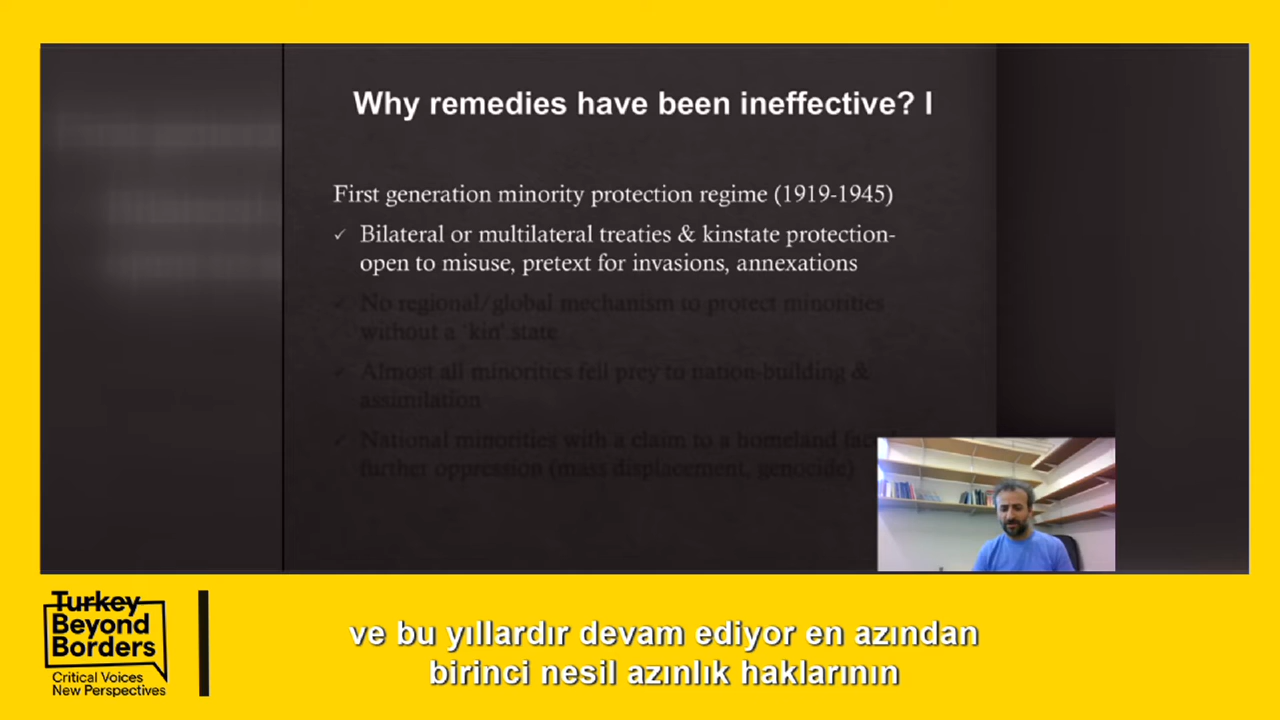 Why remedies have been ineffective? I
First generation minority protection regime (1919-1945)
✓ Bilateral or multilateral treaties & kinstate protection-
open to misuse, pretext for invasions, annexations
✓ No regional/global mechanism to protect minorities
without a 'kin' state
✓ Almost all minorities fell prey to nation-building &
assimilation
✓ National minorities with a claim to a homeland
further oppression (mass displacement, genocide)
Turkey
Beyond
Borders
Critical Voices
New Perspectives
ve bu yıllardır devam ediyor en azından
birinci nesil azınlık haklarının